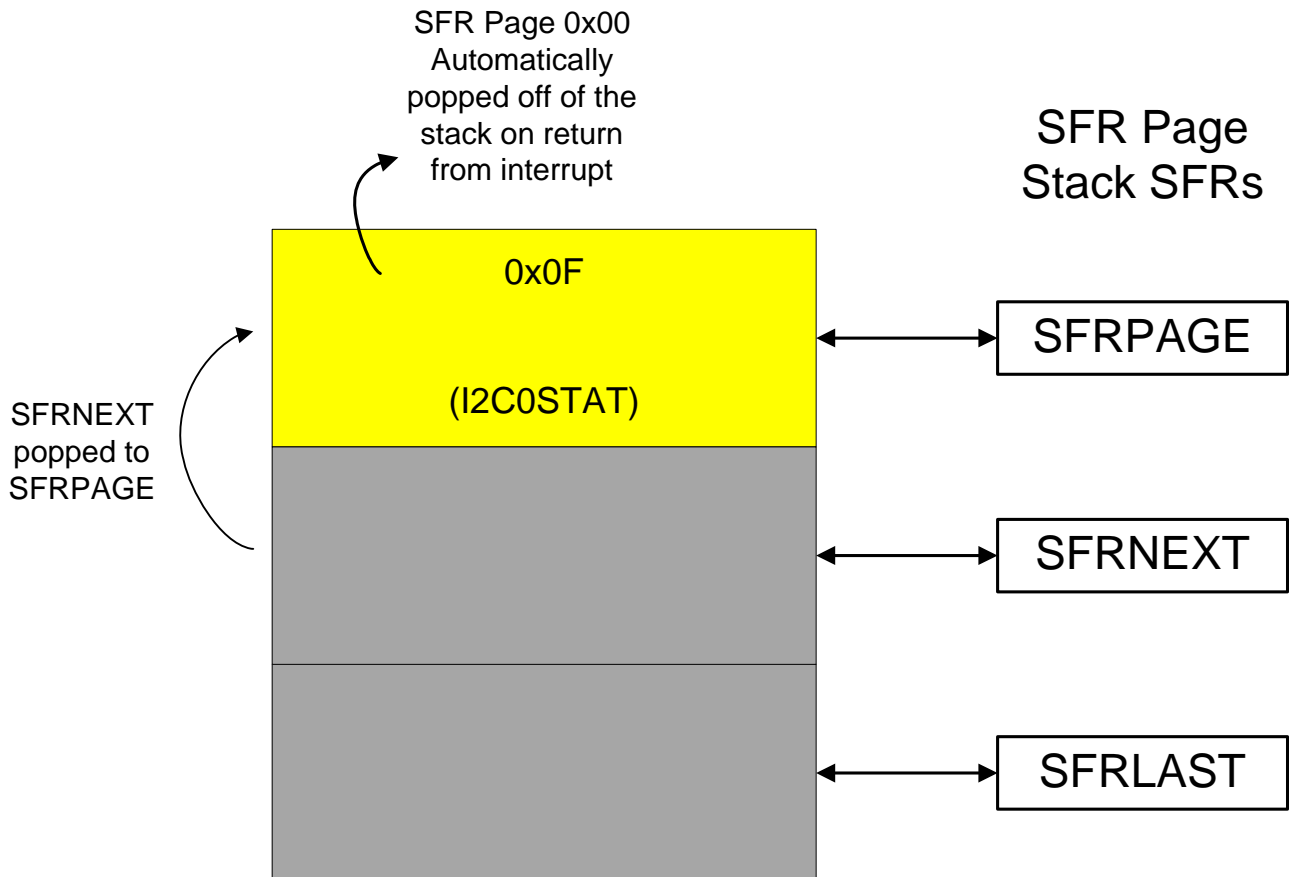 SFR Page 0x00
Automatically
popped off of the
stack on return
from interrupt
SFR Page
Stack SFRs
0x0F
(I2C0STAT)
SFRPAGE
SFRNEXT
popped to
SFRPAGE
SFRNEXT
SFRLAST